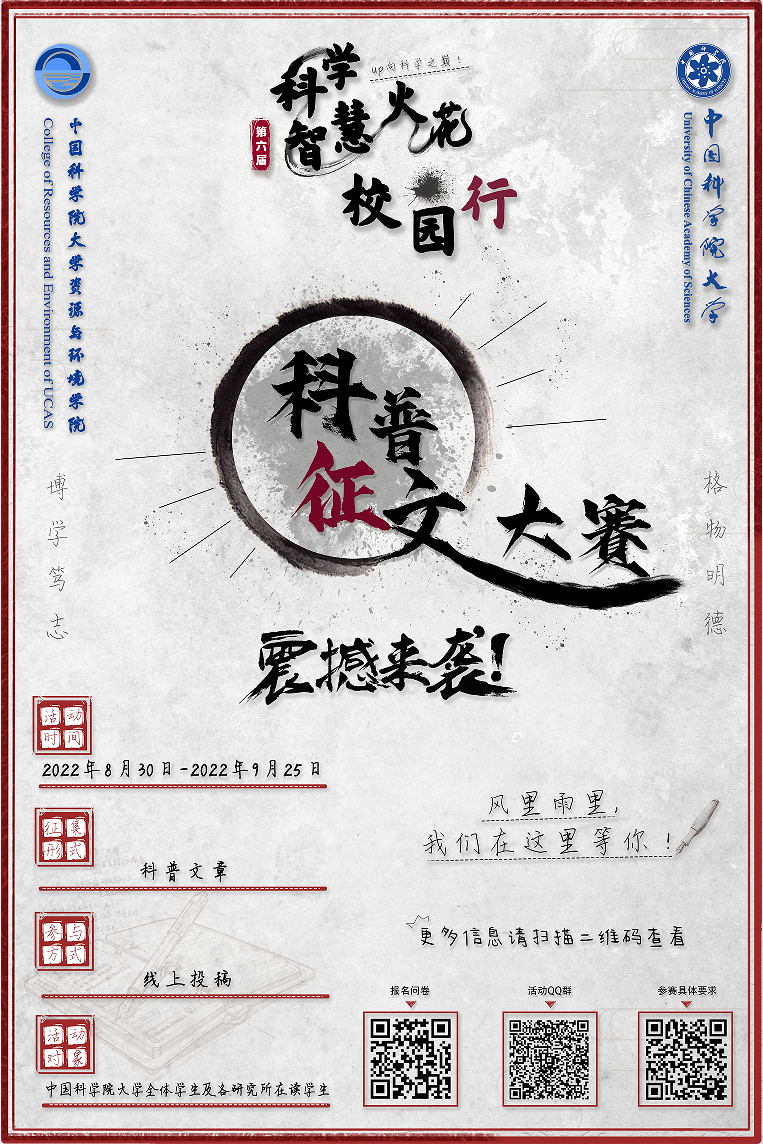 中国科学院大学资源与环境学院
College of Resources and Environment of UCAS
科学
智慧火花
up向科学之巅！
第六届
校园行
中国科学院
中国科学院大学
University of Chinese Academy of Sciences
科普
征文大赛
博学笃志
格物明德
震撼来袭!
活动
时间
2022年8月30日-2022年9月25日
征集
形式
科普文章
参与
方式
线上投稿
活动
对象
中国科学院大学全体学生及各研究所在读学生
风里雨里，
我们在这里等你！
更多信息请扫描二维码查看
报名问卷
活动QQ群
参赛具体要求